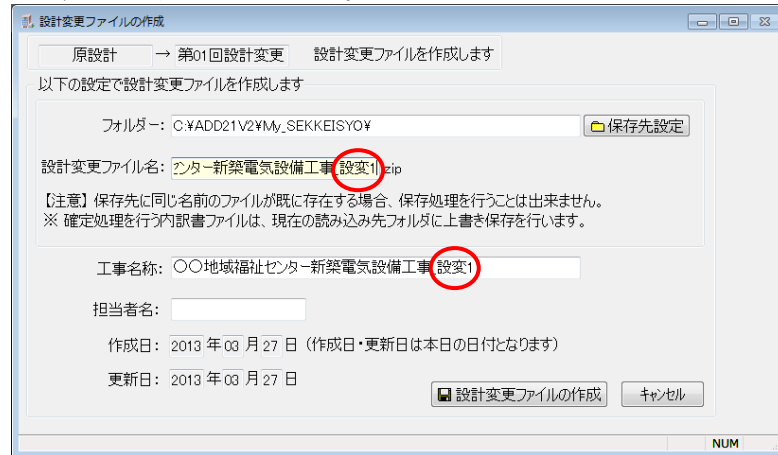 設計変更ファイルの作成
原設計 → 第01回設計変更 設計変更ファイルを作成します
以下の設定で設計変更ファイルを作成します
フォルダー: C:¥ADD21V2¥My_SEKKEISYO¥ 保存先設定
設計変更ファイル名: ンター新築電気設備工事_設変1.zip
【注意】保存先に同じ名前のファイルが既に存在する場合、保存処理を行うことは出来ません。
※ 確定処理を行う内訳書ファイルは、現在の読み込み先フォルダに上書き保存を行います。
工事名称: 〇〇地域福祉センター新築電気設備工事_設変1
担当者名:
作成日: 2013 年 03 月 27 日 (作成日・更新日は本日の日付となります)
更新日: 2013 年 03 月 27 日
設計変更ファイルの作成 キャンセル
NUM